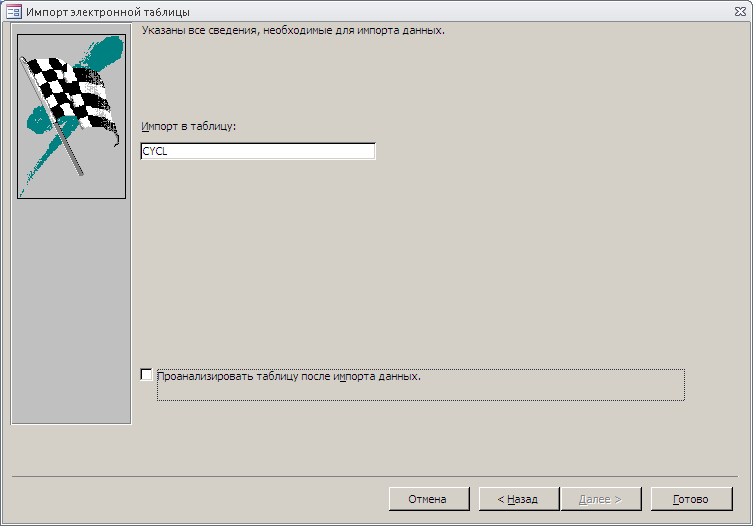 Импорт электронной таблицы
Указаны все сведения, необходимые для импорта данных.
Импорт в таблицу:
CYCL
Проанализировать таблицу после импорта данных.
Отмена
< Назад
Далее >
Готово